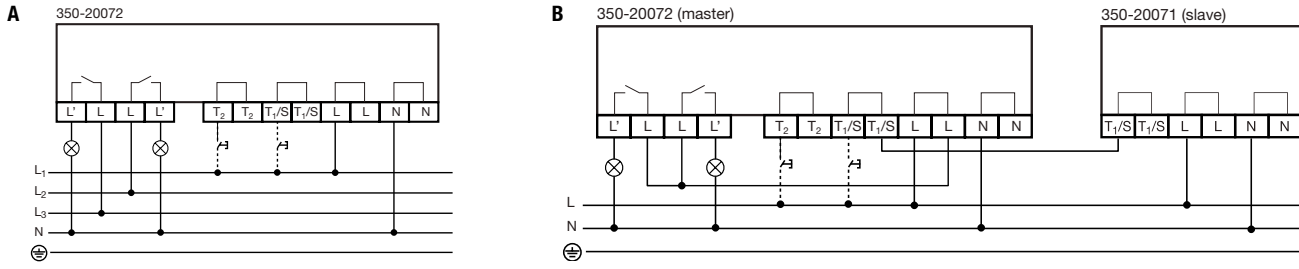 A
350-20072
L' L L L' T₂ T₂ T₁/S T₁/S L L N N
L₁
L₂
L₃
N
B
350-20072 (master)
L' L L L' T₂ T₂ T₁/S T₁/S L L N N
350-20071 (slave)
T₁/S T₁/S L L N N
L
N